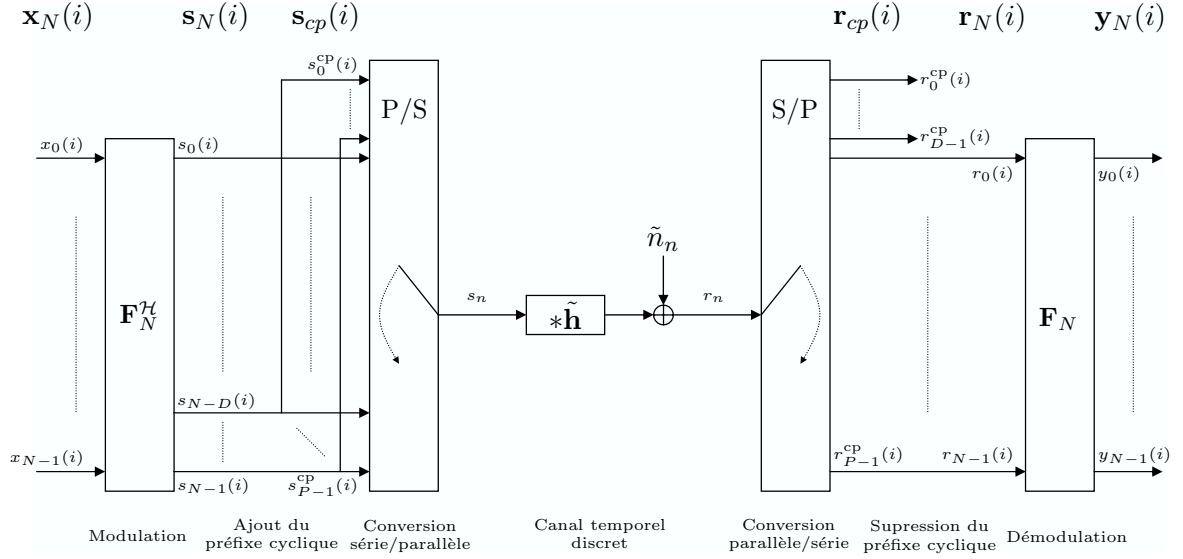 𝐱_N(i) 𝐬_N(i) 𝐬_cp(i) 𝐫_cp(i) 𝐫_N(i) 𝐲_N(i)
s_0^cp(i) r_0^cp(i)
P/S S/P
r_{D−1}^cp(i)
x_0(i) s_0(i) r_0(i) y_0(i)
ñ_n
s_n r_n
𝐅_N^ℋ ∗𝐡̃ 𝐅_N
s_{N−D}(i)
x_{N−1}(i) r_{P−1}^cp(i) r_{N−1}(i) y_{N−1}(i)
s_{N−1}(i) s_{P−1}^cp(i)
Modulation
Ajout du
préfixe cyclique
Conversion
série/parallèle
Canal temporel
discret
Conversion
parallèle/série
Supression du
préfixe cyclique
Démodulation